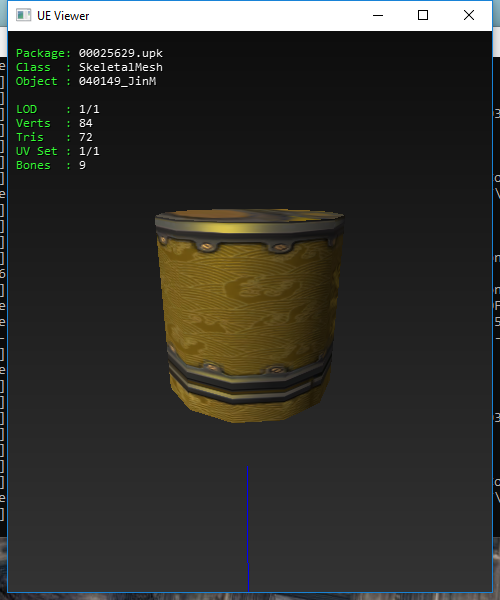 UE Viewer
Package: 00025629.upk
Class  : SkeletalMesh
Object : 040149_JinM
LOD    : 1/1
Verts  : 84
Tris   : 72
UV Set : 1/1
Bones  : 9